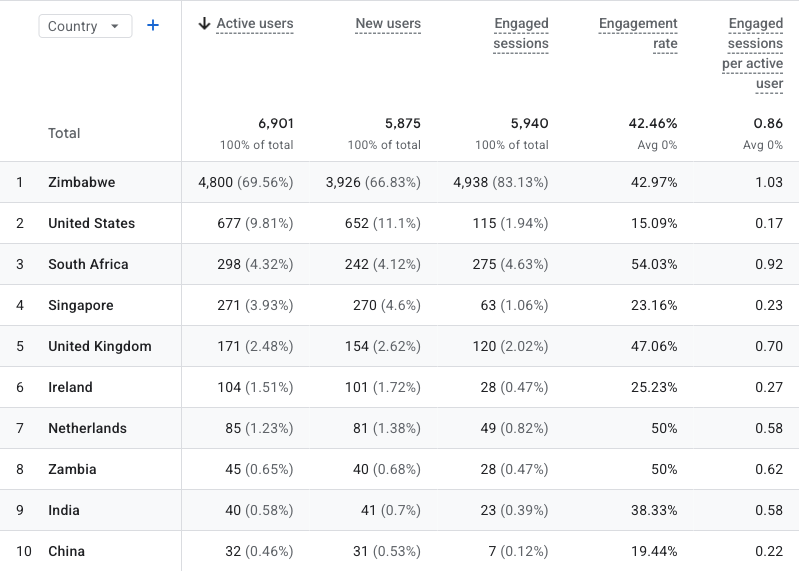 Country Active users New users Engaged sessions Engagement rate Engaged sessions per active user
Total 6,901 5,875 5,940 42.46% 0.86
100% of total 100% of total 100% of total Avg 0% Avg 0%
1 Zimbabwe 4,800 (69.56%) 3,926 (66.83%) 4,938 (83.13%) 42.97% 1.03
2 United States 677 (9.81%) 652 (11.1%) 115 (1.94%) 15.09% 0.17
3 South Africa 298 (4.32%) 242 (4.12%) 275 (4.63%) 54.03% 0.92
4 Singapore 271 (3.93%) 270 (4.6%) 63 (1.06%) 23.16% 0.23
5 United Kingdom 171 (2.48%) 154 (2.62%) 120 (2.02%) 47.06% 0.70
6 Ireland 104 (1.51%) 101 (1.72%) 28 (0.47%) 25.23% 0.27
7 Netherlands 85 (1.23%) 81 (1.38%) 49 (0.82%) 50% 0.58
8 Zambia 45 (0.65%) 40 (0.68%) 28 (0.47%) 50% 0.62
9 India 40 (0.58%) 41 (0.7%) 23 (0.39%) 38.33% 0.58
10 China 32 (0.46%) 31 (0.53%) 7 (0.12%) 19.44% 0.22